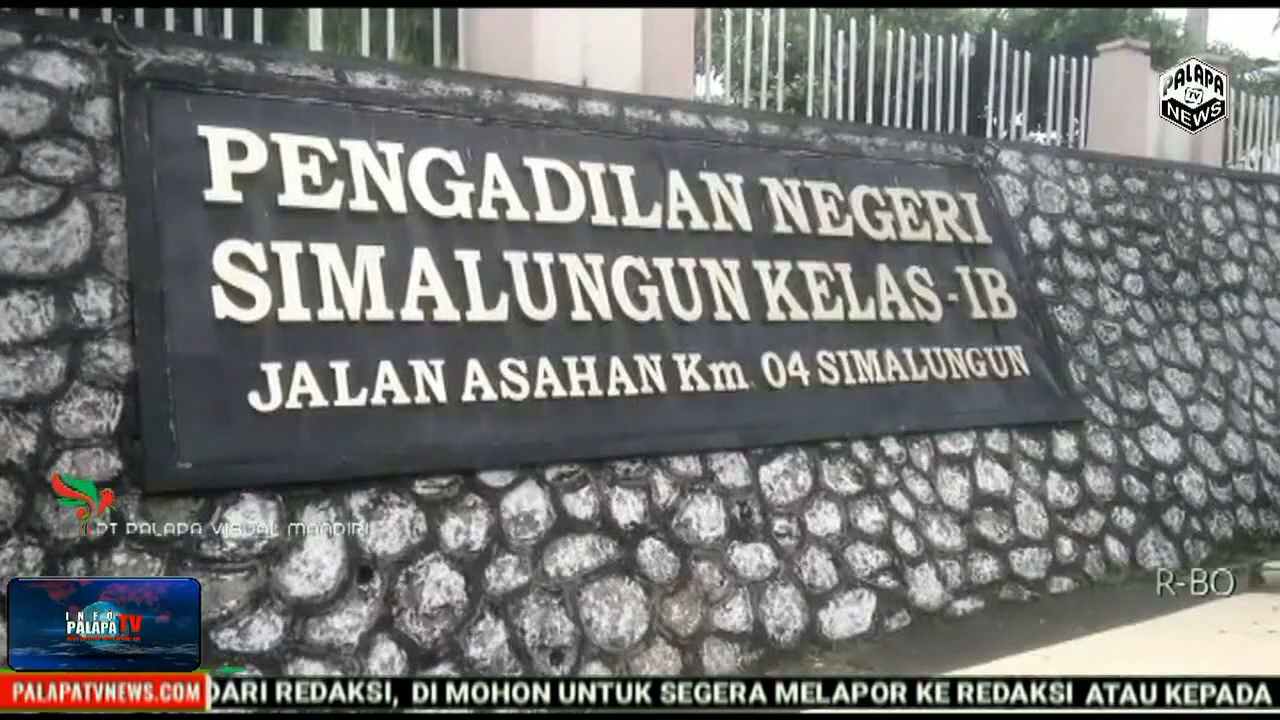 PALAPA
TV
NEWS
PENGADILAN NEGERI
SIMALUNGUN KELAS-IB
JALAN ASAHAN Km. 04 SIMALUNGUN
PT PALAPA VISUAL MANDIRI
R-BO
INFO
PALAPA TV
PALAPATVNEWS.COM DARI REDAKSI, DI MOHON UNTUK SEGERA MELAPOR KE REDAKSI ATAU KEPADA